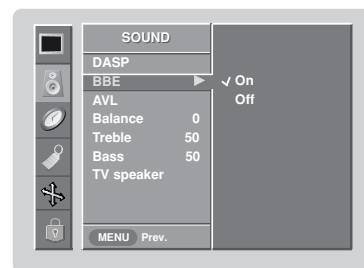 SOUND
DASP
BBE ▶ ✓ On
AVL Off
Balance 0
Treble 50
Bass 50
TV speaker
MENU Prev.